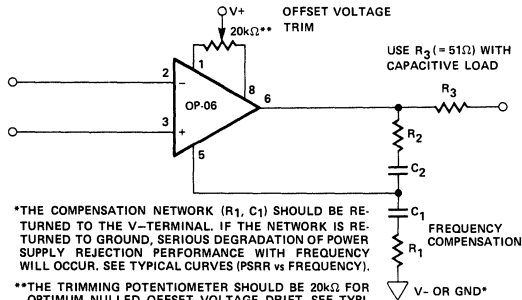 V+
OFFSET VOLTAGE
TRIM
20kΩ**
USE R3 (= 51Ω) WITH
CAPACITIVE LOAD
1
2
8
R3
−
OP-06
6
3
+
R2
5
C2
C1
*THE COMPENSATION NETWORK (R1, C1) SHOULD BE RE-
TURNED TO THE V−TERMINAL. IF THE NETWORK IS RE-
TURNED TO GROUND, SERIOUS DEGRADATION OF POWER
SUPPLY REJECTION PERFORMANCE WITH FREQUENCY
WILL OCCUR. SEE TYPICAL CURVES (PSRR vs FREQUENCY).
FREQUENCY
COMPENSATION
R1
V- OR GND*
**THE TRIMMING POTENTIOMETER SHOULD BE 20kΩ FOR
OPTIMUM NULLED OFFSET VOLTAGE DRIFT. SEE TYPI-